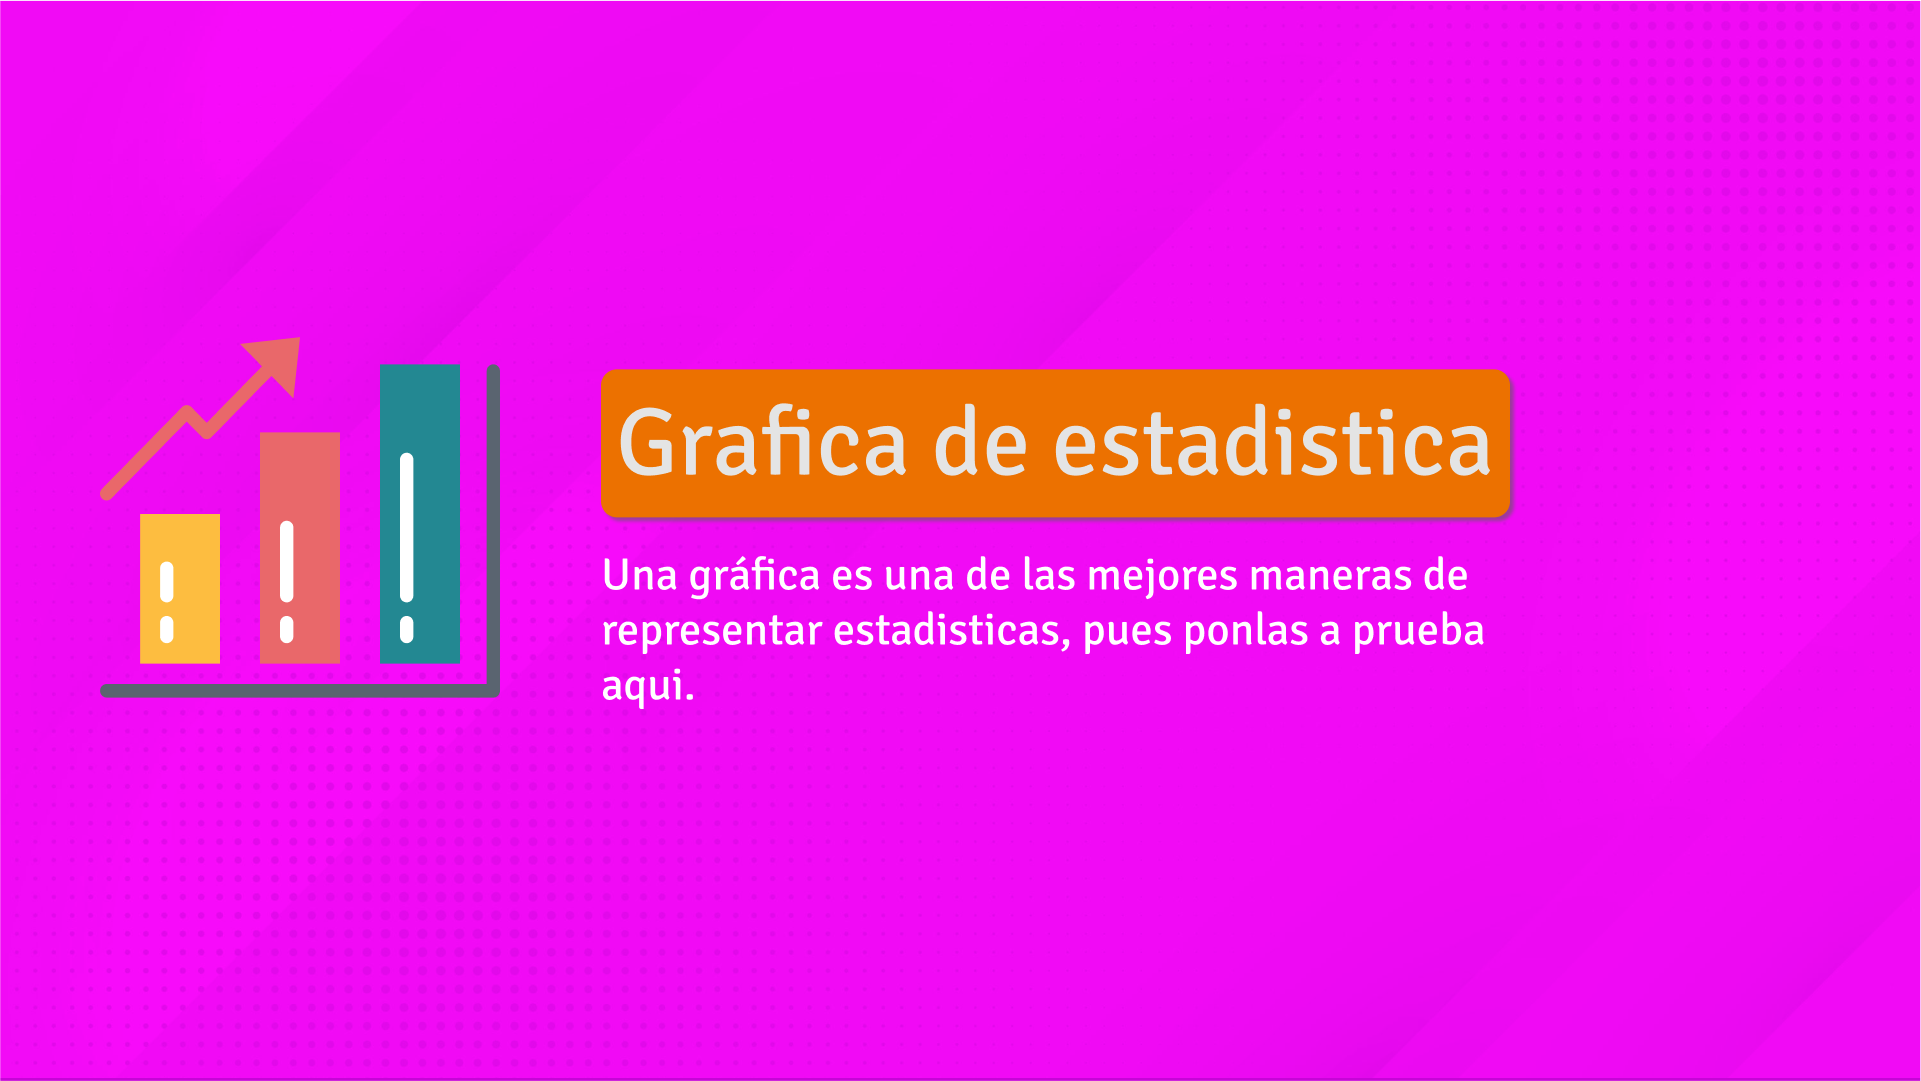 Grafica de estadistica
Una gráfica es una de las mejores maneras de
representar estadisticas, pues ponlas a prueba
aqui.